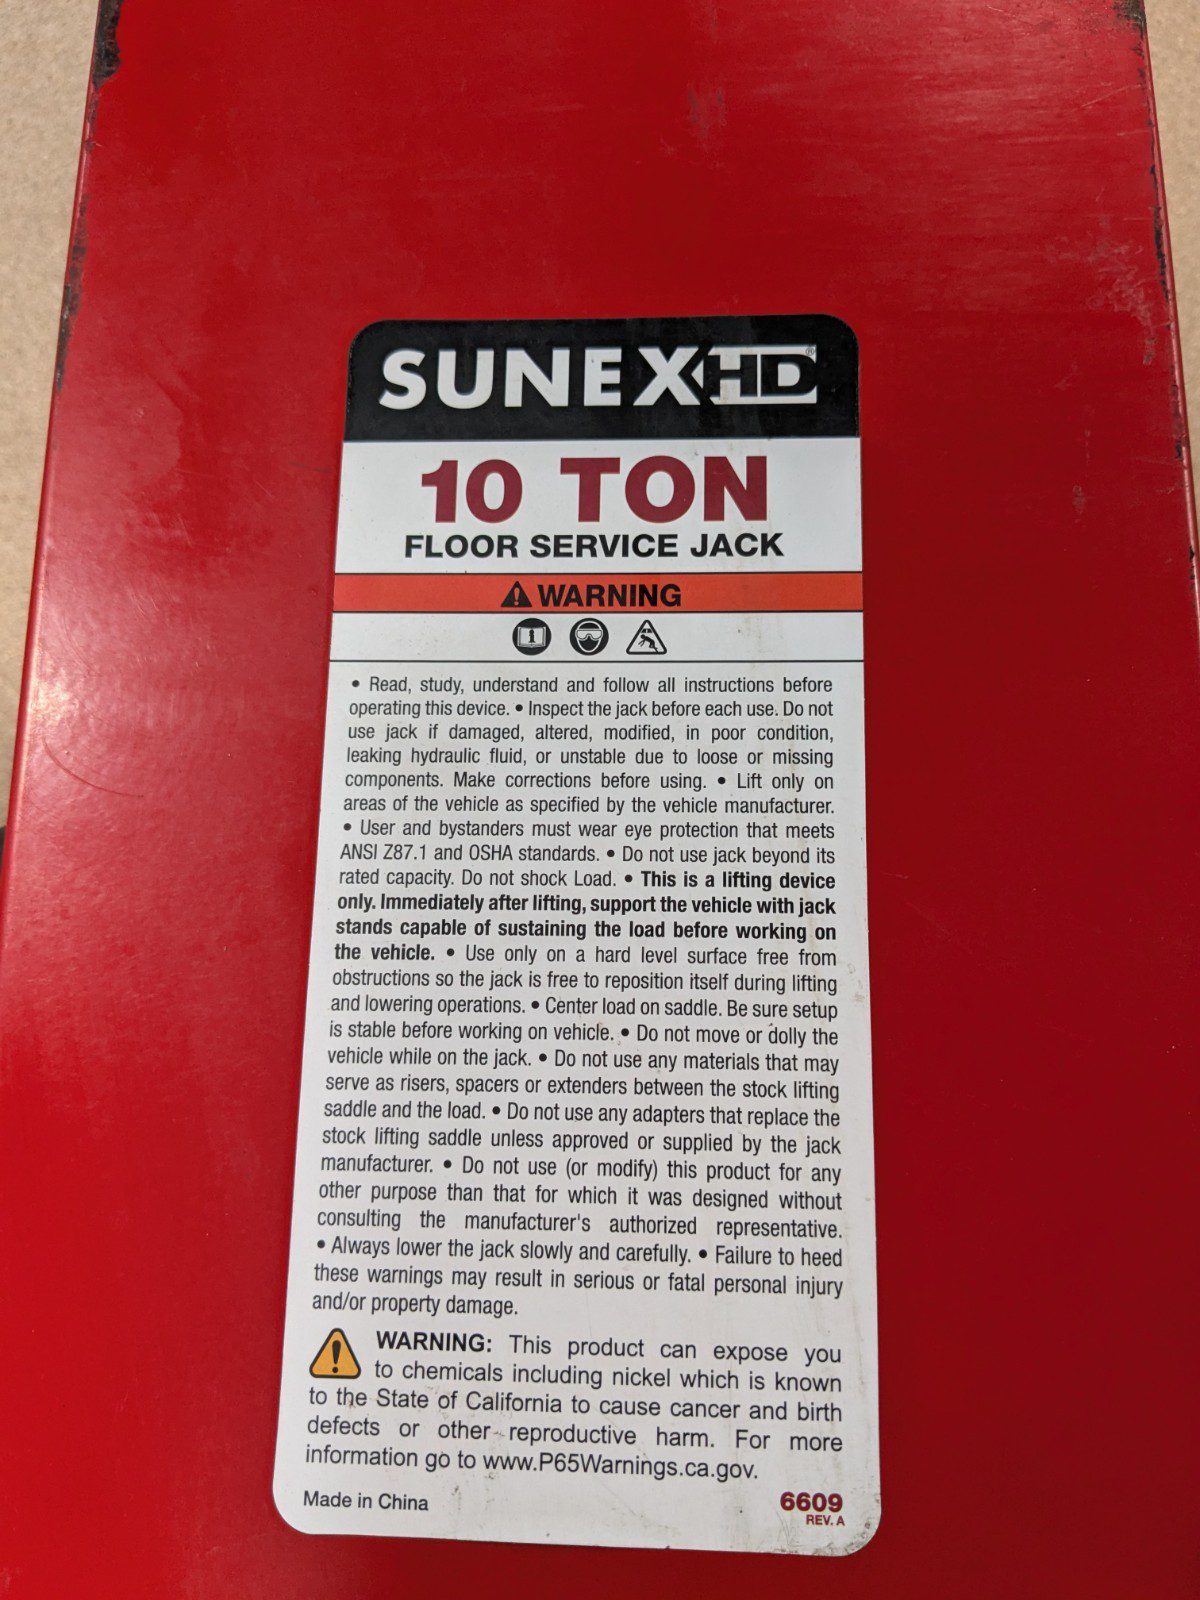 SUNEX HD®
10 TON
FLOOR SERVICE JACK
WARNING
• Read, study, understand and follow all instructions before
operating this device. • Inspect the jack before each use. Do not
use jack if damaged, altered, modified, in poor condition,
leaking hydraulic fluid, or unstable due to loose or missing
components. Make corrections before using. • Lift only on
areas of the vehicle as specified by the vehicle manufacturer.
• User and bystanders must wear eye protection that meets
ANSI Z87.1 and OSHA standards. • Do not use jack beyond its
rated capacity. Do not shock Load. • This is a lifting device
only. Immediately after lifting, support the vehicle with jack
stands capable of sustaining the load before working on
the vehicle. • Use only on a hard level surface free from
obstructions so the jack is free to reposition itself during lifting
and lowering operations. • Center load on saddle. Be sure setup
is stable before working on vehicle. • Do not move or dolly the
vehicle while on the jack. • Do not use any materials that may
serve as risers, spacers or extenders between the stock lifting
saddle and the load. • Do not use any adapters that replace the
stock lifting saddle unless approved or supplied by the jack
manufacturer. • Do not use (or modify) this product for any
other purpose than that for which it was designed without
consulting the manufacturer's authorized representative.
• Always lower the jack slowly and carefully. • Failure to heed
these warnings may result in serious or fatal personal injury
and/or property damage.
WARNING: This product can expose you
to chemicals including nickel which is known
to the State of California to cause cancer and birth
defects or other reproductive harm. For more
information go to www.P65Warnings.ca.gov.
Made in China
6609
REV. A